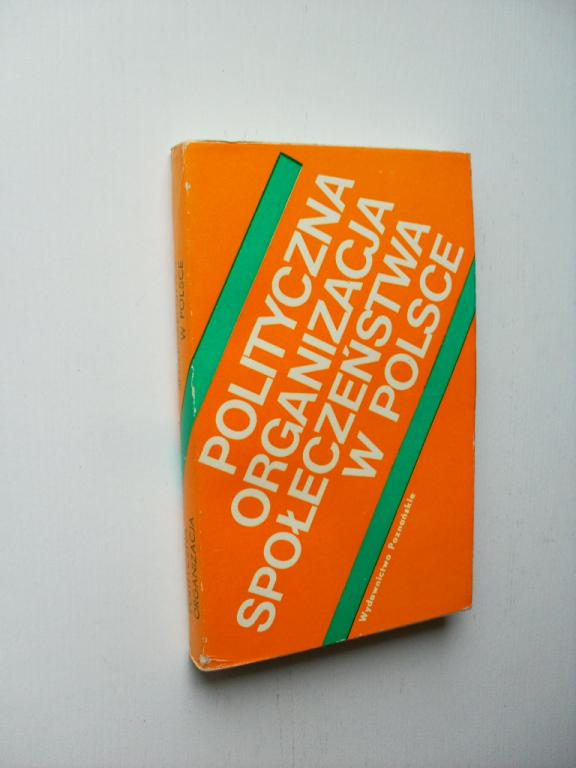 POLITYCZNA
ORGANIZACJA
SPOŁECZEŃSTWA
W POLSCE
Wydawnictwo Poznańskie
ORGANIZACJA
W POLSCE